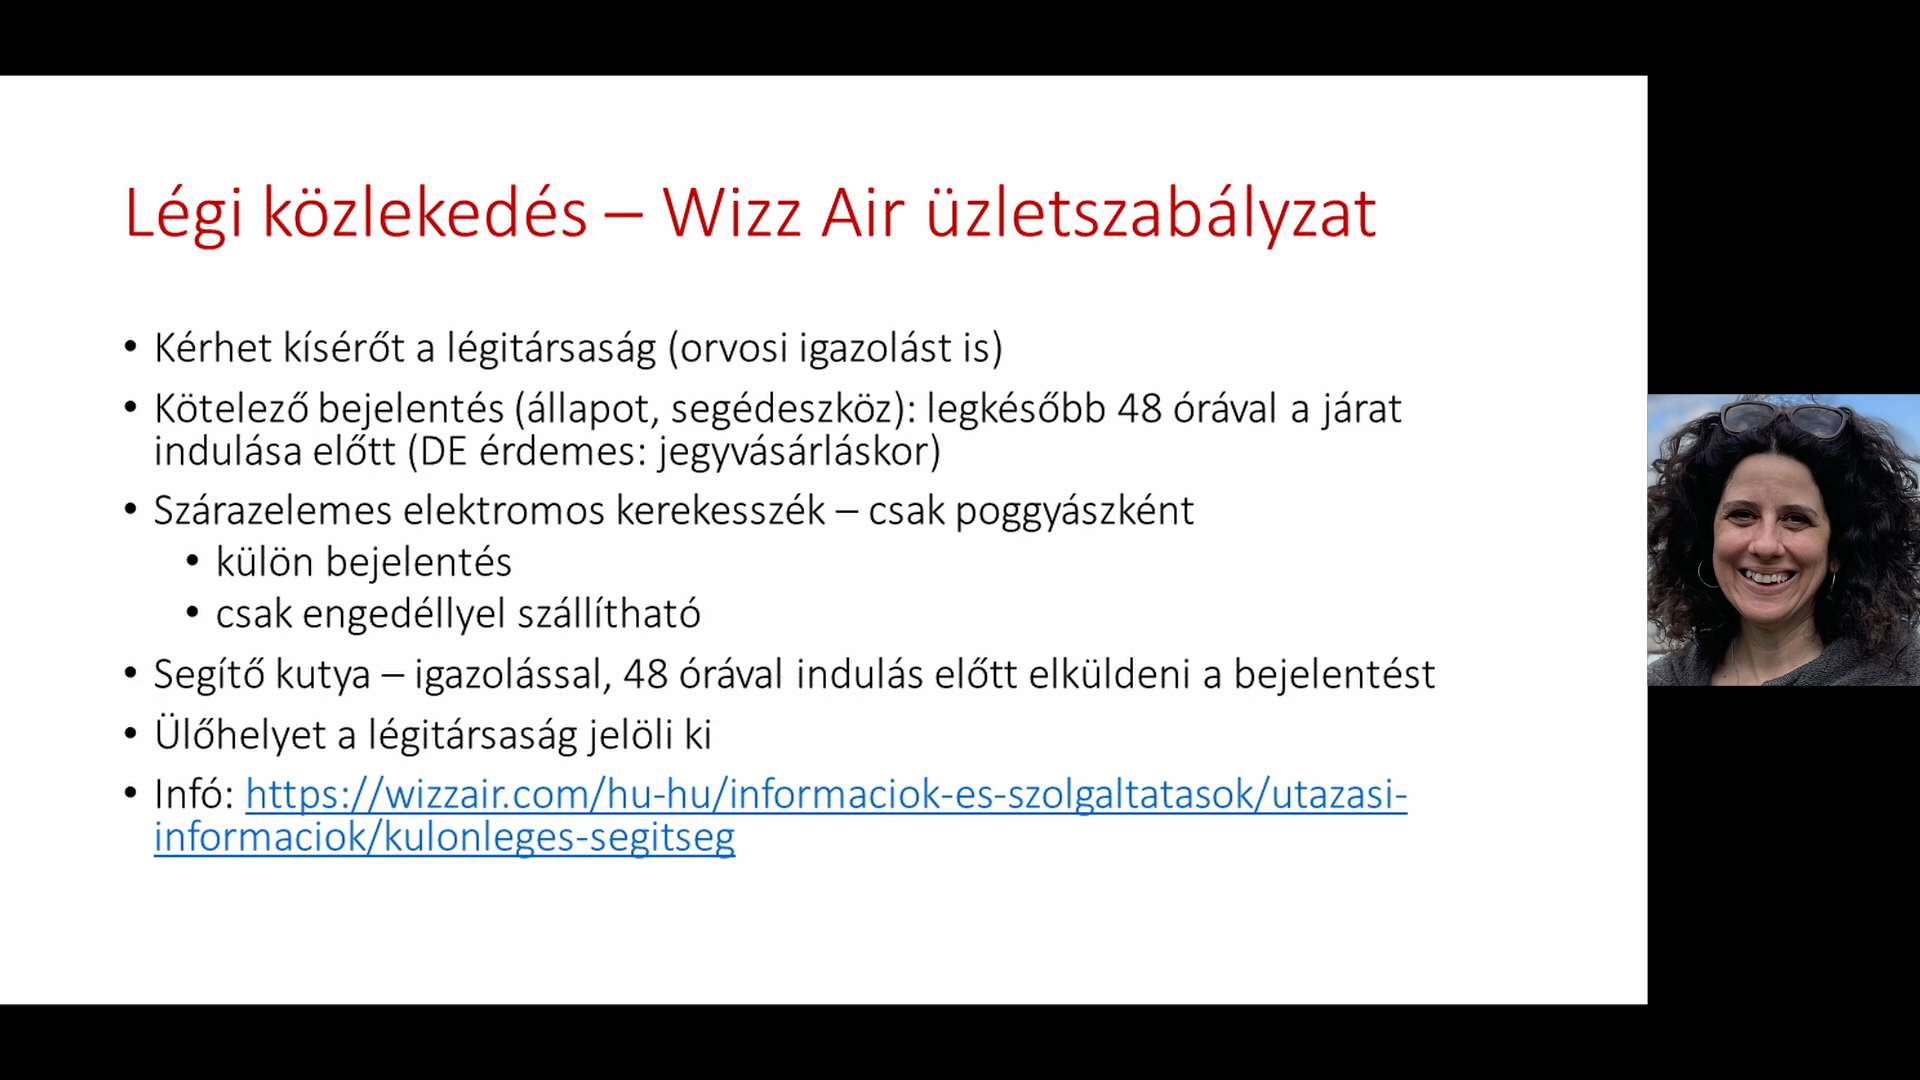 Légi közlekedés – Wizz Air üzletszabályzat
• Kérhet kísérőt a légitársaság (orvosi igazolást is)
• Kötelező bejelentés (állapot, segédeszköz): legkésőbb 48 órával a járat
indulása előtt (DE érdemes: jegyvásárláskor)
• Szárazelemes elektromos kerekesszék – csak poggyászként
• külön bejelentés
• csak engedéllyel szállítható
• Segítő kutya – igazolással, 48 órával indulás előtt elküldeni a bejelentést
• Ülőhelyet a légitársaság jelöli ki
• Infó: https://wizzair.com/hu-hu/informaciok-es-szolgaltatasok/utazasi-
informaciok/kulonleges-segitseg